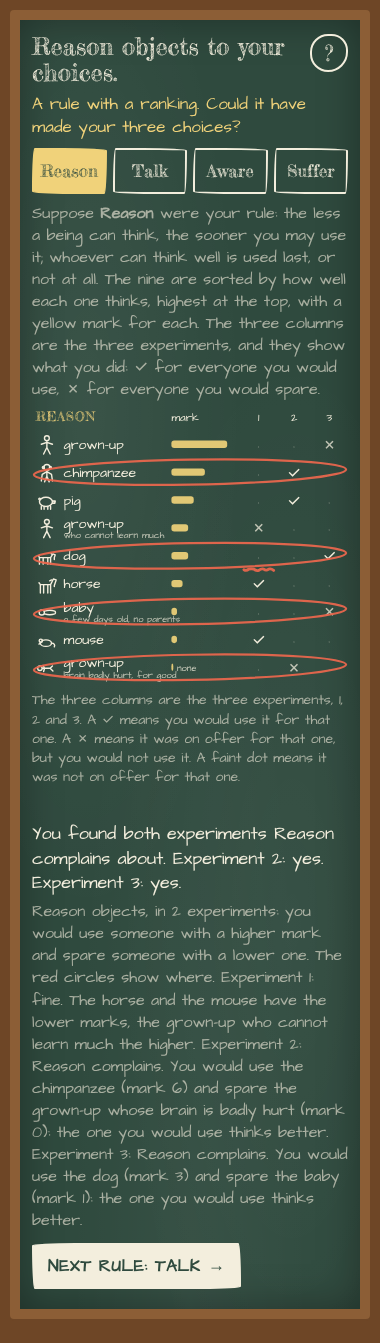 Reason objects to your
choices.
?
A rule with a ranking. Could it have
made your three choices?
Reason Talk Aware Suffer
Suppose Reason were your rule: the less
a being can think, the sooner you may use
it; whoever can think well is used last, or
not at all. The nine are sorted by how well
each one thinks, highest at the top, with a
yellow mark for each. The three columns
are the three experiments, and they show
what you did: ✓ for everyone you would
use, × for everyone you would spare.
REASON mark 1 2 3
grown-up ×
chimpanzee ✓
pig ✓
grown-up ×
who cannot learn much
dog ✓
horse ✓
baby ×
a few days old, no parents
mouse ✓
grown-up none ×
brain badly hurt, for good
The three columns are the three experiments, 1,
2 and 3. A ✓ means you would use it for that
one. A × means it was on offer for that one,
but you would not use it. A faint dot means it
was not on offer for that one.
You found both experiments Reason
complains about. Experiment 2: yes.
Experiment 3: yes.
Reason objects, in 2 experiments: you
would use someone with a higher mark
and spare someone with a lower one. The
red circles show where. Experiment 1:
fine. The horse and the mouse have the
lower marks, the grown-up who cannot
learn much the higher. Experiment 2:
Reason complains. You would use the
chimpanzee (mark 6) and spare the
grown-up whose brain is badly hurt (mark
0): the one you would use thinks better.
Experiment 3: Reason complains. You would
use the dog (mark 3) and spare the baby
(mark 1): the one you would use thinks
better.
NEXT RULE: TALK →